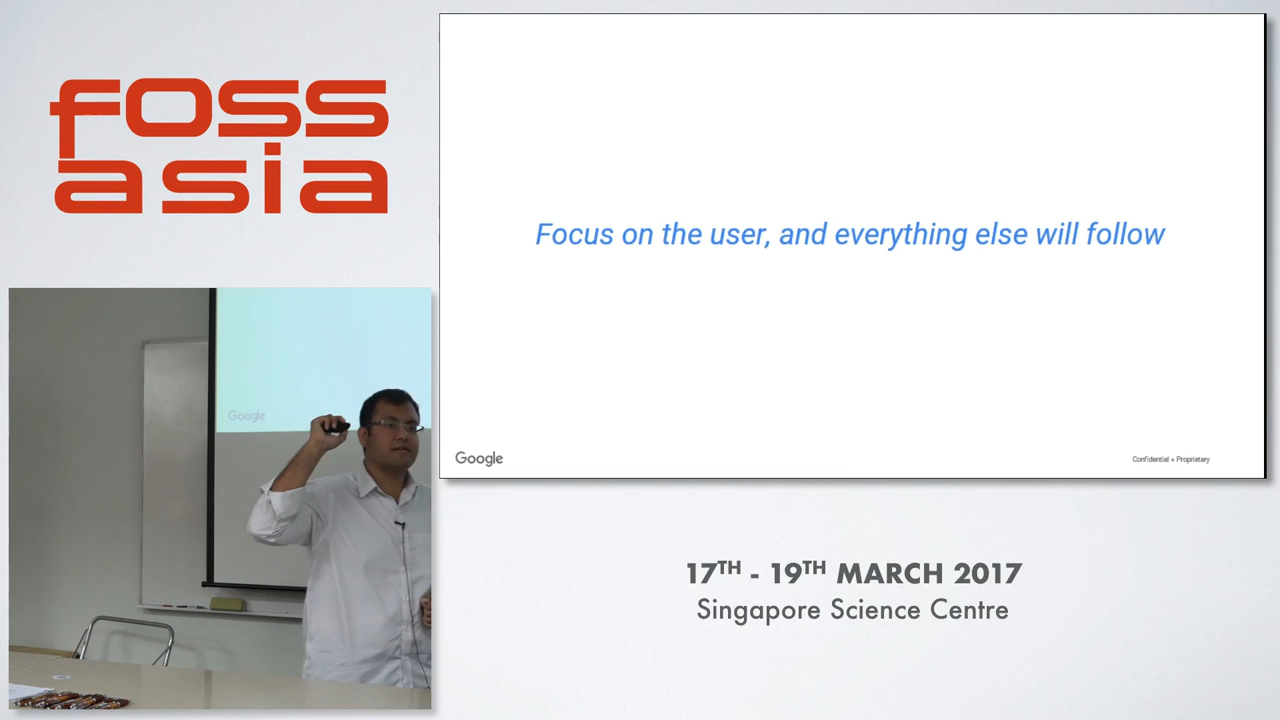 foss
asia
Focus on the user, and everything else will follow
Google
Confidential + Proprietary
Google
17TH - 19TH MARCH 2017
Singapore Science Centre